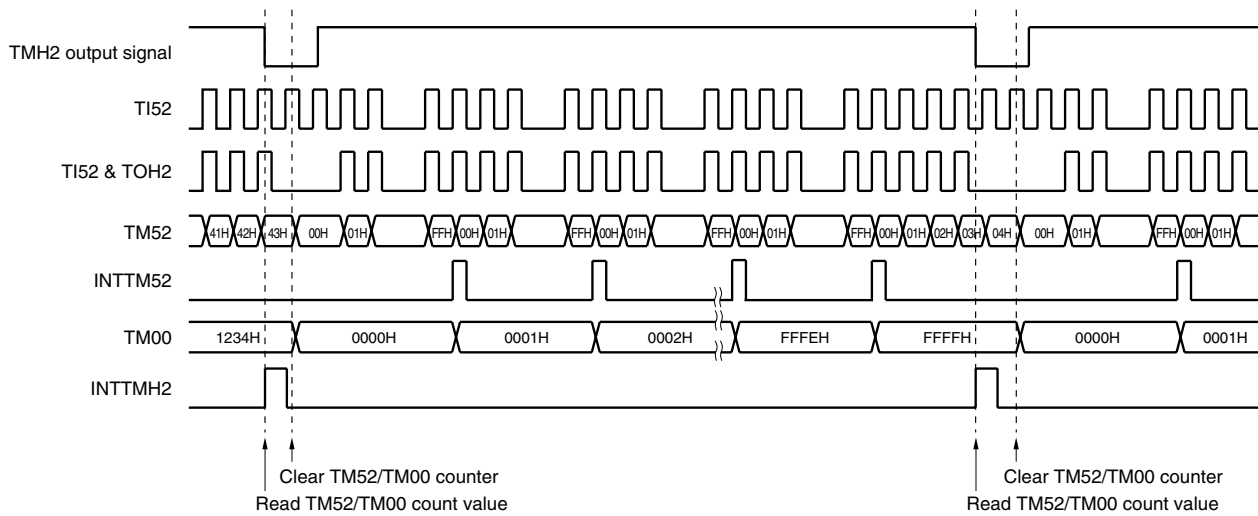 TMH2 output signal
TI52
TI52 & TOH2
TM52 41H 42H 43H 00H 01H FFH 00H 01H FFH 00H 01H FFH 00H 01H FFH 00H 01H 02H 03H 04H 00H 01H FFH 00H 01H
INTTM52
TM00 1234H 0000H 0001H 0002H FFFEH FFFFH 0000H 0001H
INTTMH2
Clear TM52/TM00 counter Clear TM52/TM00 counter
Read TM52/TM00 count value Read TM52/TM00 count value